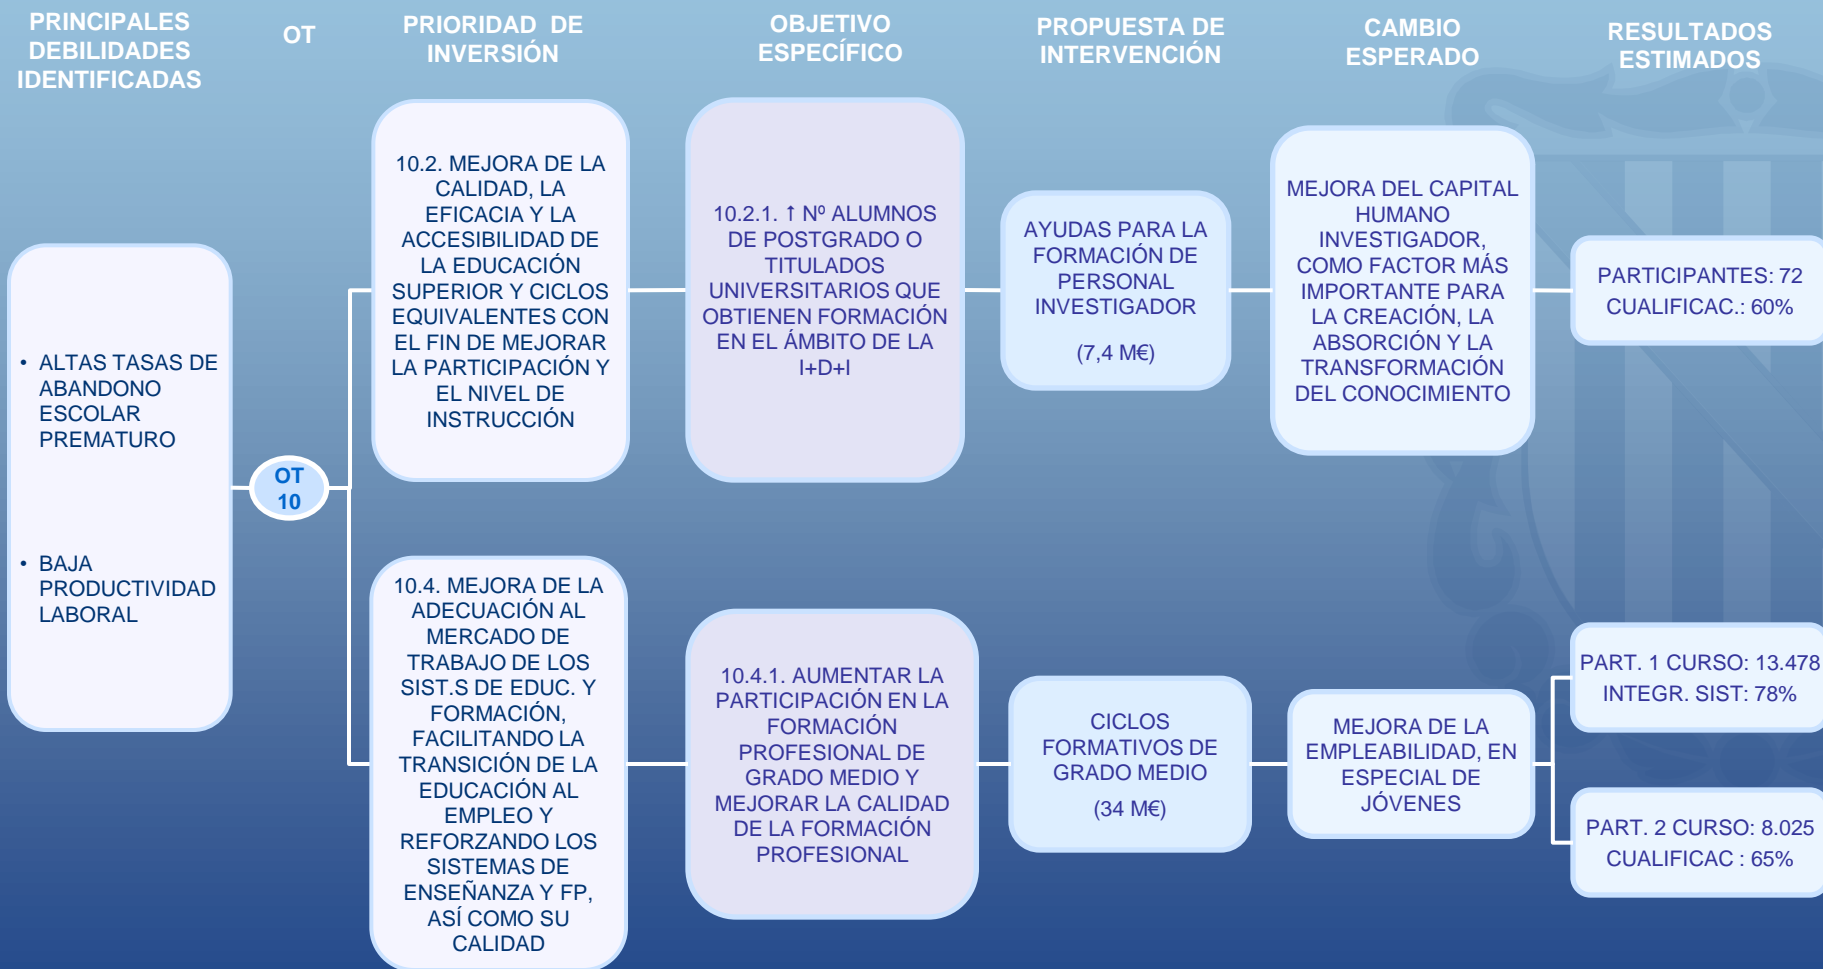 PRINCIPALES
DEBILIDADES
IDENTIFICADAS
OT
PRIORIDAD DE
INVERSIÓN
OBJETIVO
ESPECÍFICO
PROPUESTA DE
INTERVENCIÓN
CAMBIO
ESPERADO
RESULTADOS
ESTIMADOS
• ALTAS TASAS DE
ABANDONO
ESCOLAR
PREMATURO
• BAJA
PRODUCTIVIDAD
LABORAL
OT
10
10.2. MEJORA DE LA
CALIDAD, LA
EFICACIA Y LA
ACCESIBILIDAD DE
LA EDUCACIÓN
SUPERIOR Y CICLOS
EQUIVALENTES CON
EL FIN DE MEJORAR
LA PARTICIPACIÓN Y
EL NIVEL DE
INSTRUCCIÓN
10.2.1. ↑ Nº ALUMNOS
DE POSTGRADO O
TITULADOS
UNIVERSITARIOS QUE
OBTIENEN FORMACIÓN
EN EL ÁMBITO DE LA
I+D+I
AYUDAS PARA LA
FORMACIÓN DE
PERSONAL
INVESTIGADOR
(7,4 M€)
MEJORA DEL CAPITAL
HUMANO
INVESTIGADOR,
COMO FACTOR MÁS
IMPORTANTE PARA
LA CREACIÓN, LA
ABSORCIÓN Y LA
TRANSFORMACIÓN
DEL CONOCIMIENTO
PARTICIPANTES: 72
CUALIFICAC.: 60%
10.4. MEJORA DE LA
ADECUACIÓN AL
MERCADO DE
TRABAJO DE LOS
SIST.S DE EDUC. Y
FORMACIÓN,
FACILITANDO LA
TRANSICIÓN DE LA
EDUCACIÓN AL
EMPLEO Y
REFORZANDO LOS
SISTEMAS DE
ENSEÑANZA Y FP,
ASÍ COMO SU
CALIDAD
10.4.1. AUMENTAR LA
PARTICIPACIÓN EN LA
FORMACIÓN
PROFESIONAL DE
GRADO MEDIO Y
MEJORAR LA CALIDAD
DE LA FORMACIÓN
PROFESIONAL
CICLOS
FORMATIVOS DE
GRADO MEDIO
(34 M€)
MEJORA DE LA
EMPLEABILIDAD, EN
ESPECIAL DE
JÓVENES
PART. 1 CURSO: 13.478
INTEGR. SIST: 78%
PART. 2 CURSO: 8.025
CUALIFICAC : 65%